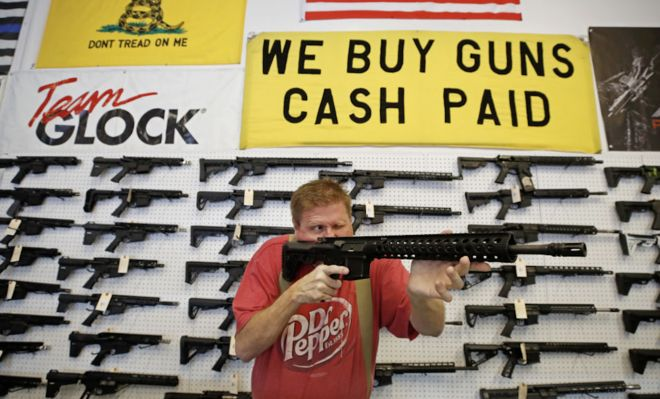 DONT TREAD ON ME
WE BUY GUNS
CASH PAID
Team
GLOCK
Dr Pepper